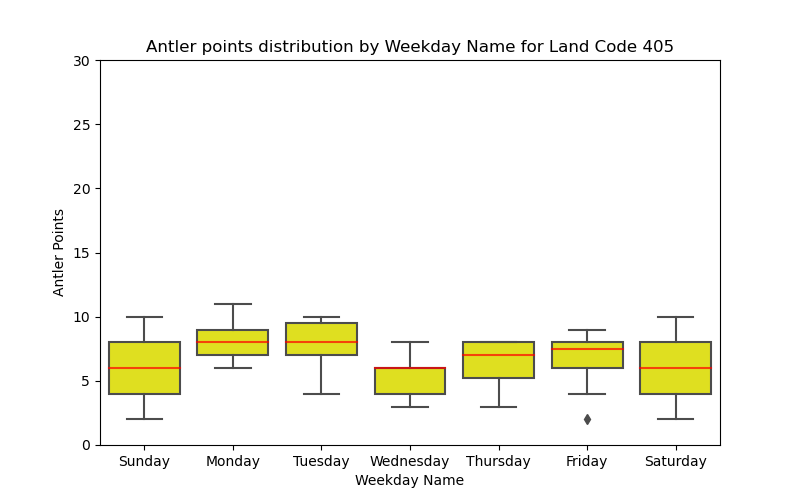 Antler points distribution by Weekday Name for Land Code 405
30
25
20
15
10
5
0
Antler Points
Sunday Monday Tuesday Wednesday Thursday Friday Saturday
Weekday Name